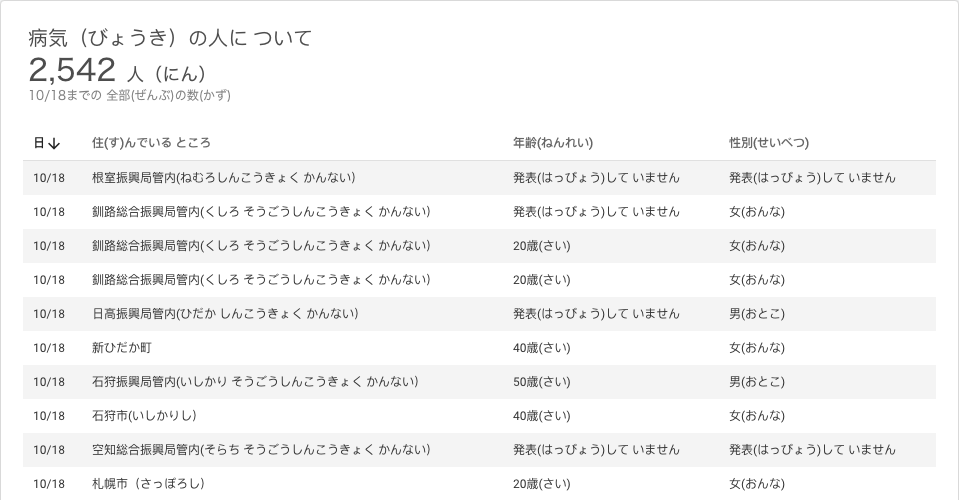 病気（びょうき）の人に ついて
2,542 人（にん）
10/18までの 全部(ぜんぶ)の数(かず)
日↓ 住(す)んでいる ところ 年齢(ねんれい) 性別(せいべつ)
10/18 根室振興局管内(ねむろしんこうきょく かんない） 発表(はっぴょう)して いません 発表(はっぴょう)して いません
10/18 釧路総合振興局管内(くしろ そうごうしんこうきょく かんない） 発表(はっぴょう)して いません 女(おんな)
10/18 釧路総合振興局管内(くしろ そうごうしんこうきょく かんない） 20歳(さい) 女(おんな)
10/18 釧路総合振興局管内(くしろ そうごうしんこうきょく かんない） 20歳(さい) 女(おんな)
10/18 日高振興局管内(ひだか しんこうきょく かんない） 発表(はっぴょう)して いません 男(おとこ)
10/18 新ひだか町 40歳(さい) 女(おんな)
10/18 石狩振興局管内(いしかり そうごうしんこうきょく かんない） 50歳(さい) 男(おとこ)
10/18 石狩市(いしかりし） 40歳(さい) 女(おんな)
10/18 空知総合振興局管内(そらち そうごうしんこうきょく かんない） 発表(はっぴょう)して いません 発表(はっぴょう)して いません
10/18 札幌市（さっぽろし） 20歳(さい) 女(おんな)